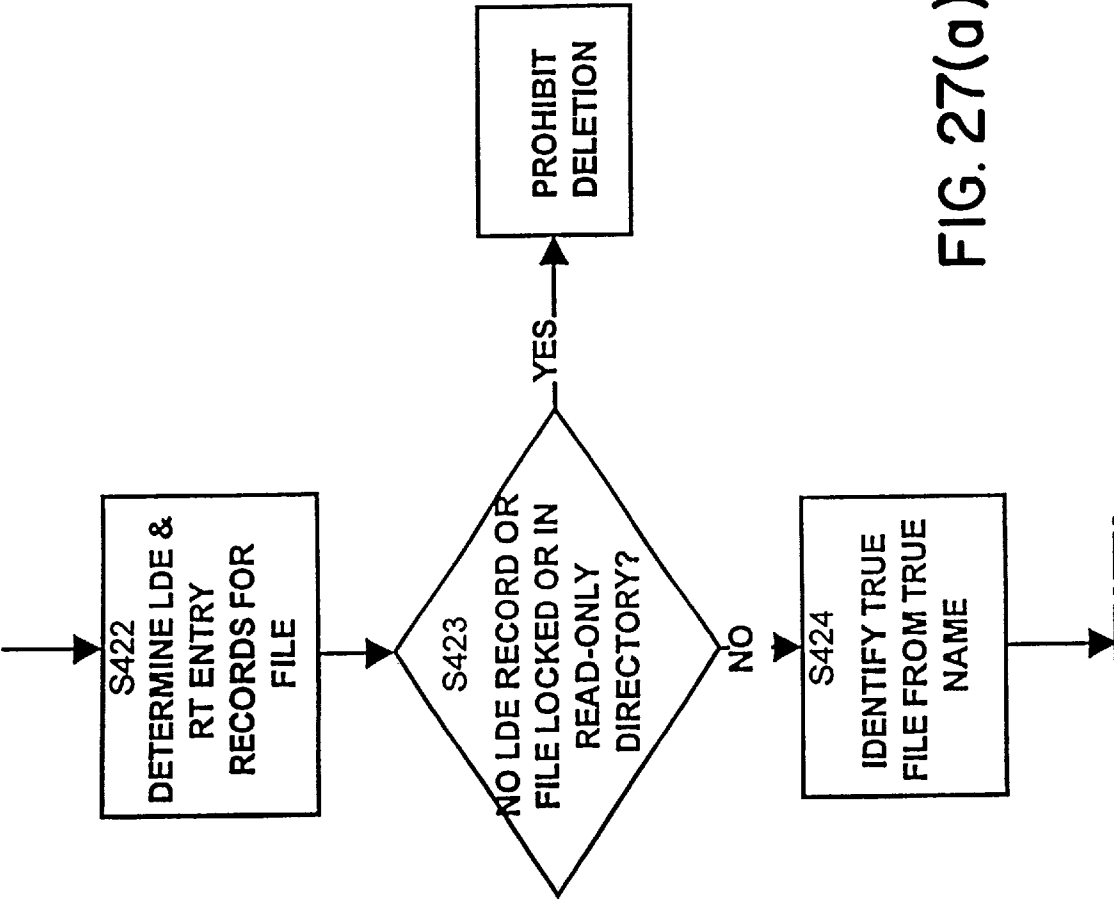 S422
DETERMINE LDE &
RT ENTRY
RECORDS FOR
FILE
S423
NO LDE RECORD OR
FILE LOCKED OR IN
READ-ONLY
DIRECTORY?
YES
PROHIBIT
DELETION
NO
S424
IDENTIFY TRUE
FILE FROM TRUE
NAME
FIG. 27(a)